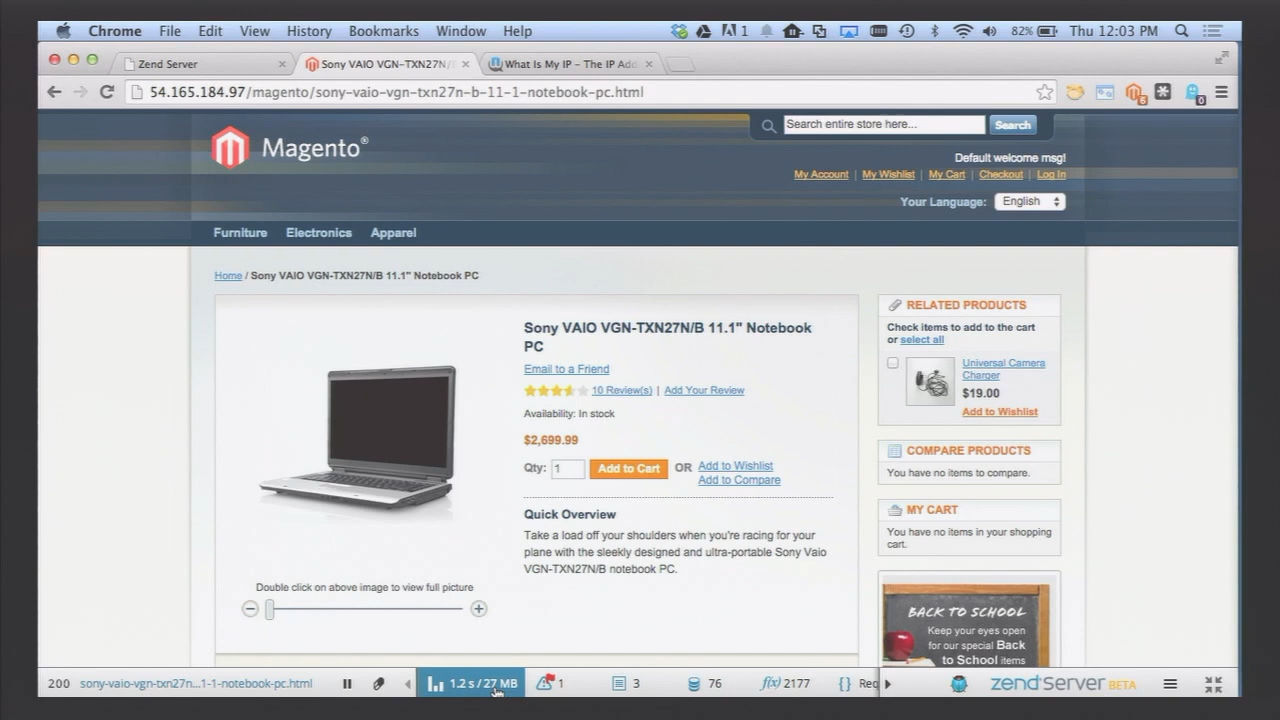 Chrome File Edit View History Bookmarks Window Help 1 82% Thu 12:03 PM
Zend Server Sony VAIO VGN-TXN27N/ What Is My IP - The IP Add
54.165.184.97/magento/sony-vaio-vgn-txn27n-b-11-1-notebook-pc.html 6 0
Search entire store here... Search
Magento®
Default welcome msg!
My Account | My Wishlist | My Cart | Checkout | Log In
Your Language: English
Furniture Electronics Apparel
Home / Sony VAIO VGN-TXN27N/B 11.1" Notebook PC
Sony VAIO VGN-TXN27N/B 11.1" Notebook
PC
Email to a Friend
10 Review(s) | Add Your Review
Availability: In stock
$2,699.99
Qty: 1 Add to Cart OR Add to Wishlist
Add to Compare
Quick Overview
Take a load off your shoulders when you're racing for your
plane with the sleekly designed and ultra-portable Sony Vaio
VGN-TXN27N/B notebook PC.
Double click on above image to view full picture
RELATED PRODUCTS
Check items to add to the cart
or select all
Universal Camera
Charger
$19.00
Add to Wishlist
COMPARE PRODUCTS
You have no items to compare.
MY CART
You have no items in your shopping
cart.
BACK TO SCHOOL
Keep your eyes open
for our special Back
to School items
200 sony-vaio-vgn-txn27n...1-1-notebook-pc.html 1.2 s / 27 MB 1 3 76 f(x) 2177 { } Req zendServer BETA